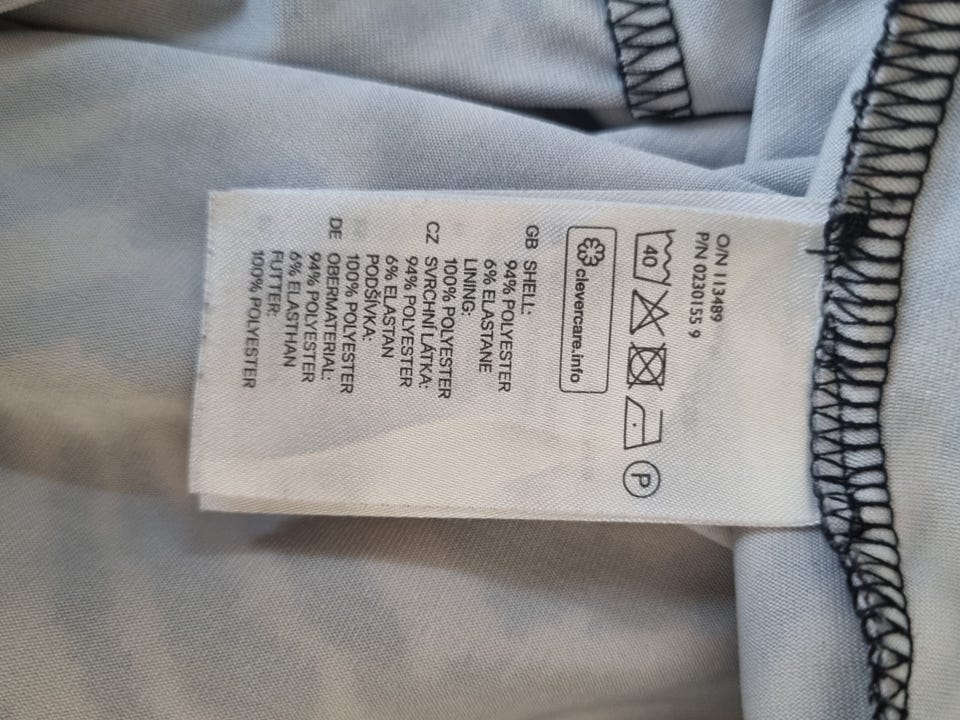 O/N 113489
P/N 0230155 9
40 P
clevercare.info
GB SHELL:
94% POLYESTER
6% ELASTANE
LINING:
100% POLYESTER
CZ SVRCHNÍ LÁTKA:
94% POLYESTER
6% ELASTAN
PODŠÍVKA:
100% POLYESTER
DE OBERMATERIAL:
94% POLYESTER
6% ELASTHAN
FUTTER:
100% POLYESTER